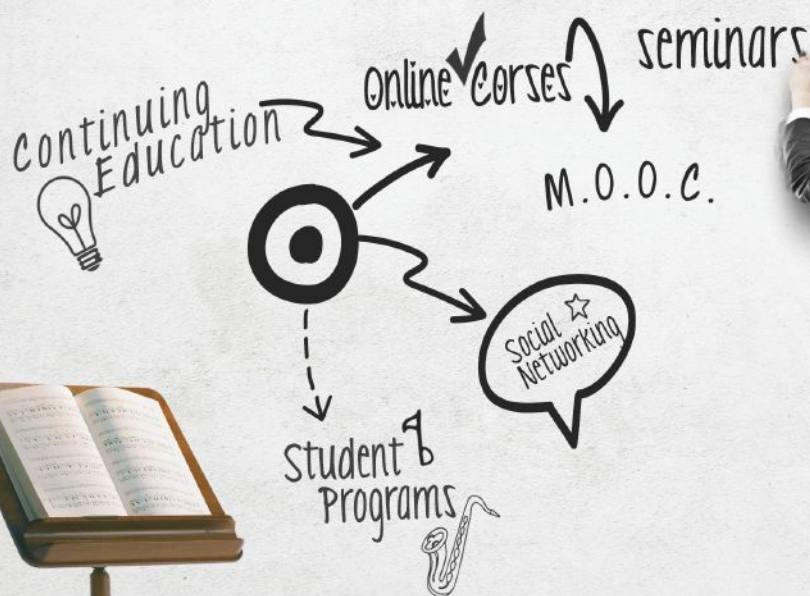 Continuing
Education
Online Corses
seminars
M.O.O.C.
Social
Networking
Student
Programs